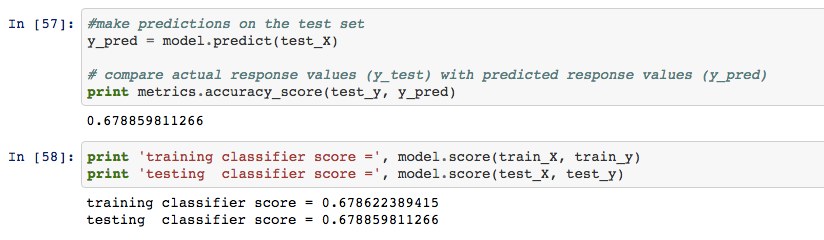 In [57]: #make predictions on the test set
y_pred = model.predict(test_X)
# compare actual response values (y_test) with predicted response values (y_pred)
print metrics.accuracy_score(test_y, y_pred)
0.678859811266
In [58]: print 'training classifier score =', model.score(train_X, train_y)
print 'testing  classifier score =', model.score(test_X, test_y)
training classifier score = 0.678622389415
testing  classifier score = 0.678859811266